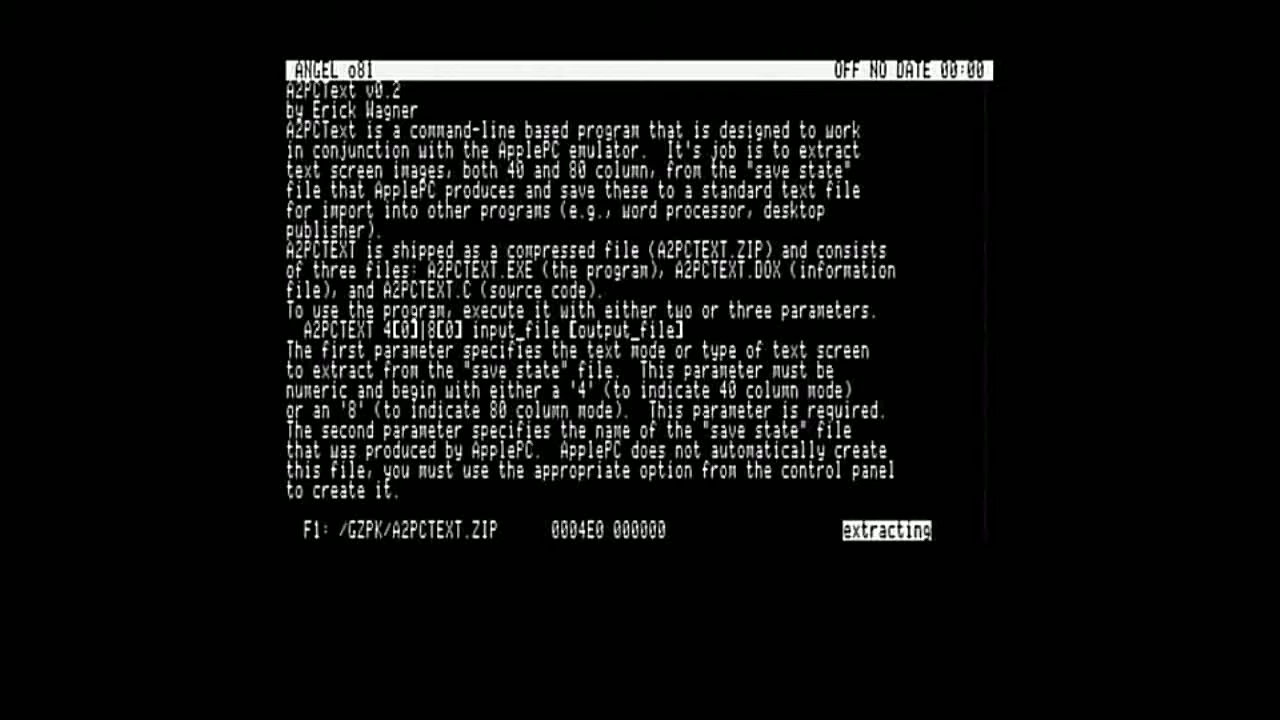 ANGEL o81 OFF NO DATE 00:00
A2PCText v0.2
by Erick Wagner
A2PCText is a command-line based program that is designed to work
in conjunction with the ApplePC emulator.  It's job is to extract
text screen images, both 40 and 80 column, from the "save state"
file that ApplePC produces and save these to a standard text file
for import into other programs (e.g., word processor, desktop
publisher).
A2PCTEXT is shipped as a compressed file (A2PCTEXT.ZIP) and consists
of three files: A2PCTEXT.EXE (the program), A2PCTEXT.DOX (information
file), and A2PCTEXT.C (source code).
To use the program, execute it with either two or three parameters.
A2PCTEXT 4[0]|8[0] input_file [output_file]
The first parameter specifies the text mode or type of text screen
to extract from the "save state" file.  This parameter must be
numeric and begin with either a '4' (to indicate 40 column mode)
or an '8' (to indicate 80 column mode).  This parameter is required.
The second parameter specifies the name of the "save state" file
that was produced by ApplePC.  ApplePC does not automatically create
this file, you must use the appropriate option from the control panel
to create it.
F1: /GZPK/A2PCTEXT.ZIP 0004E0 000000 extracting